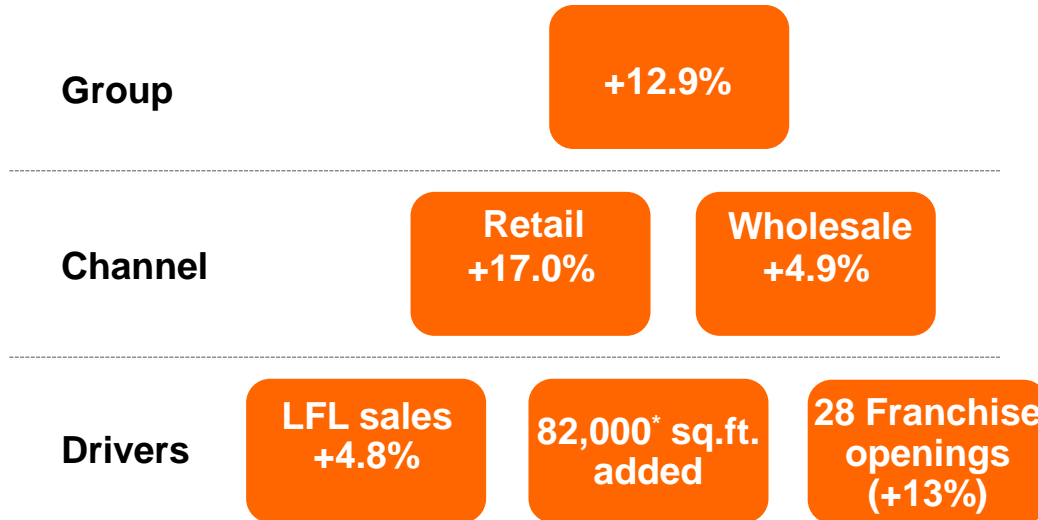 Group
+12.9%
Channel
Retail
+17.0%
Wholesale
+4.9%
Drivers
LFL sales
+4.8%
82,000* sq.ft.
added
28 Franchise
openings
(+13%)